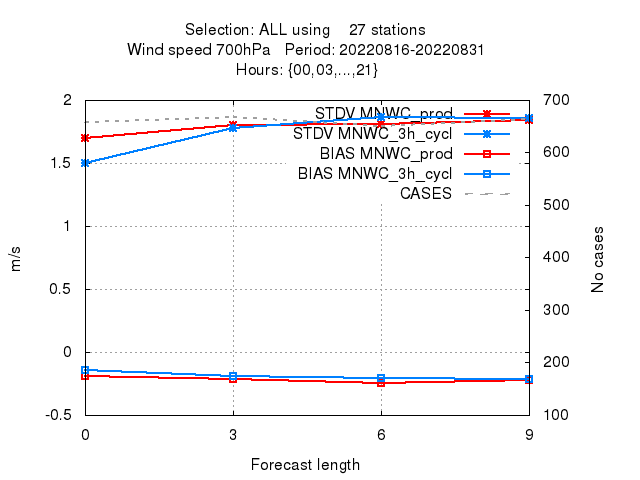 Selection: ALL using 27 stations
Wind speed 700hPa Period: 20220816-20220831
Hours: {00,03,...,21}
2
1.5
1
0.5
0
-0.5
m/s
STDV MNWC_prod
STDV MNWC_3h_cycl
BIAS MNWC_prod
BIAS MNWC_3h_cycl
CASES
700
600
500
400
300
200
100
No cases
0 3 6 9
Forecast length